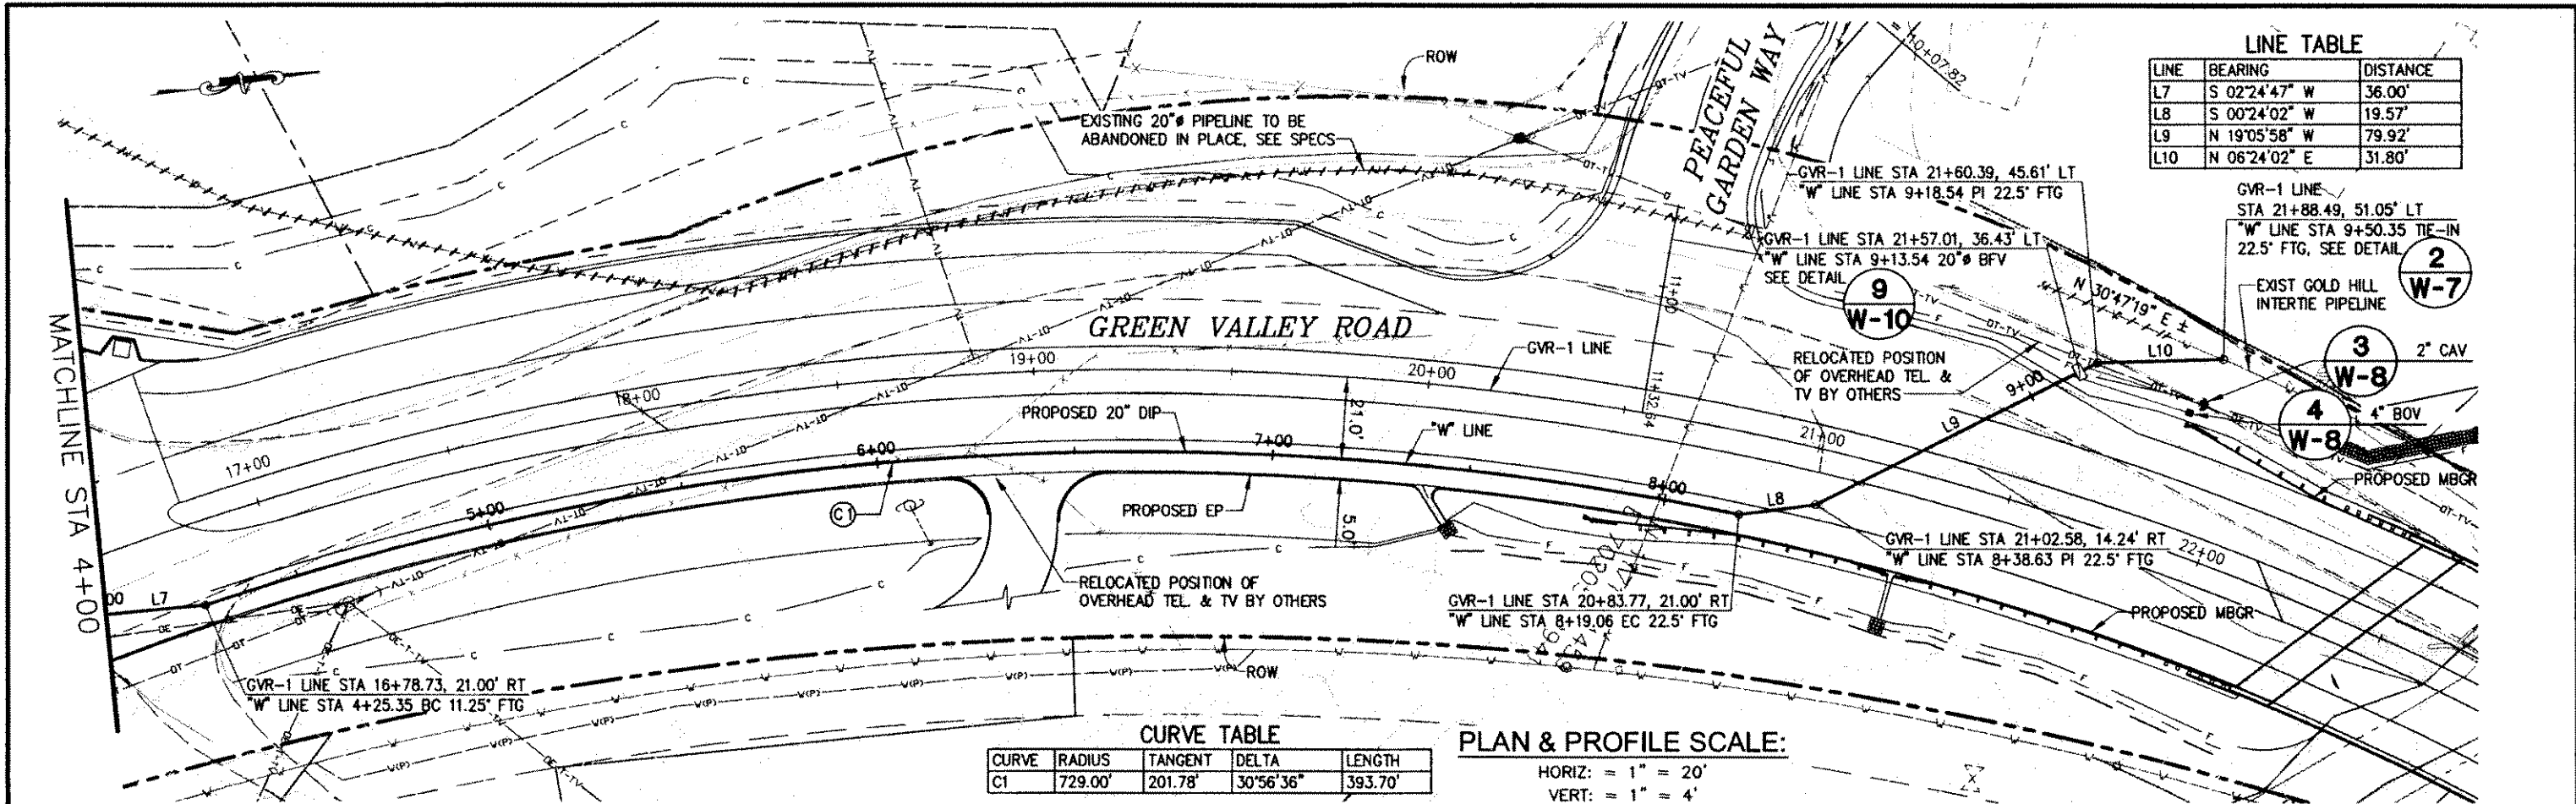 LINE TABLE
LINE BEARING DISTANCE
L7 S 02°24'47" W 36.00'
L8 S 00°24'02" W 19.57'
L9 N 19°05'58" W 79.92'
L10 N 06°24'02" E 31.80'
ROW
EXISTING 20"ø PIPELINE TO BE
ABANDONED IN PLACE, SEE SPECS
PEACEFUL
GARDEN WAY
10+07.82
GVR-1 LINE STA 21+60.39, 45.61' LT
"W" LINE STA 9+18.54 PI 22.5° FTG
GVR-1 LINE STA 21+57.01, 36.43' LT
"W" LINE STA 9+13.54 20"ø BFV
SEE DETAIL
9
W-10
GVR-1 LINE
STA 21+88.49, 51.05' LT
"W" LINE STA 9+50.35 TIE-IN
22.5° FTG, SEE DETAIL
2
W-7
EXIST GOLD HILL
INTERTIE PIPELINE
N 30°47'19" E ±
3
W-8
2" CAV
4
W-8
4" BOV
PROPOSED MBGR
RELOCATED POSITION
OF OVERHEAD TEL. &
TV BY OTHERS
L10
9+00
L9
MATCHLINE STA 4+00
GREEN VALLEY ROAD
GVR-1 LINE
17+00
18+00
19+00
20+00
21+00
22+00
11+00
11+32.64
PROPOSED 20" DIP
21.0'
"W" LINE
5+00
6+00
7+00
8+00
C1
PROPOSED EP
5.0'
L8
00 L7
RELOCATED POSITION OF
OVERHEAD TEL. & TV BY OTHERS
GVR-1 LINE STA 21+02.58, 14.24' RT
"W" LINE STA 8+38.63 PI 22.5° FTG
GVR-1 LINE STA 20+83.77, 21.00' RT
"W" LINE STA 8+19.06 EC 22.5° FTG
PROPOSED MBGR
GVR-1 LINE STA 16+78.73, 21.00' RT
"W" LINE STA 4+25.35 BC 11.25° FTG
ROW
CURVE TABLE
CURVE RADIUS TANGENT DELTA LENGTH
C1 729.00' 201.78' 30°56'36" 393.70'
PLAN & PROFILE SCALE:
HORIZ: = 1" = 20'
VERT: = 1" = 4'